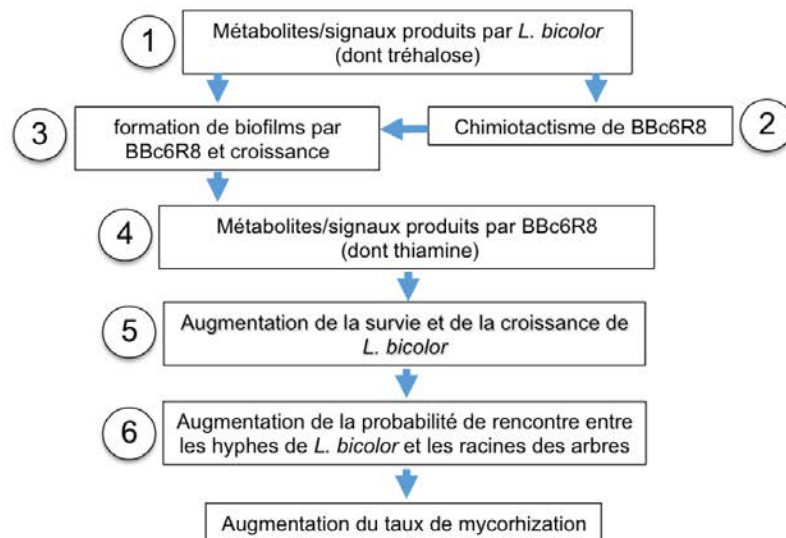 1
Métabolites/signaux produits par L. bicolor
(dont tréhalose)
3
formation de biofilms par
BBc6R8 et croissance
Chimiotactisme de BBc6R8
2
4
Métabolites/signaux produits par BBc6R8
(dont thiamine)
5
Augmentation de la survie et de la croissance de
L. bicolor
6
Augmentation de la probabilité de rencontre entre
les hyphes de L. bicolor et les racines des arbres
Augmentation du taux de mycorhization